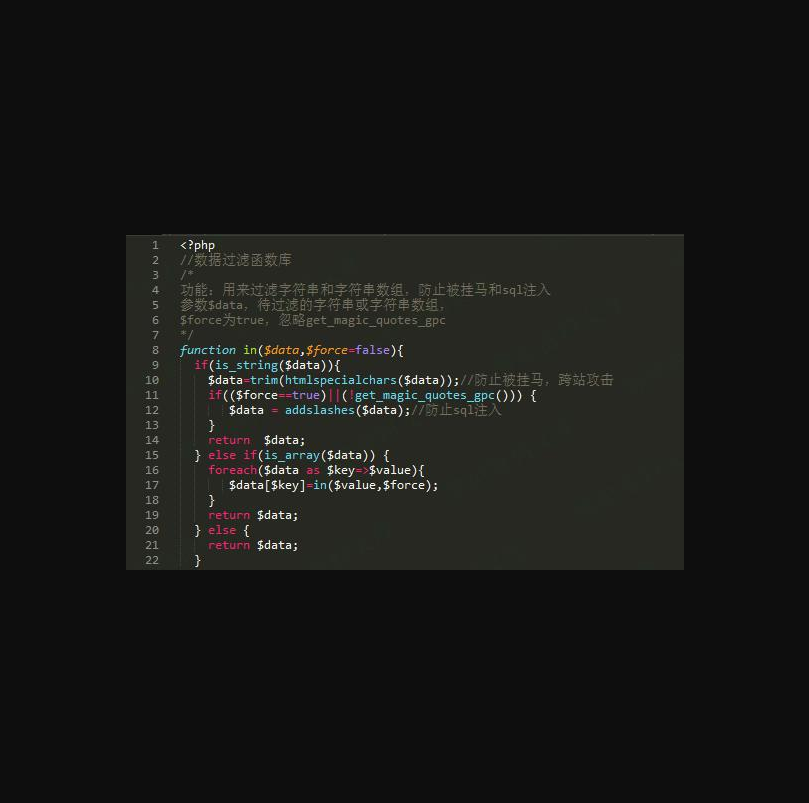 1 <?php
2 //数据过滤函数库
3 /*
4 功能：用来过滤字符串和字符串数组，防止被挂马和sql注入
5 参数$data，待过滤的字符串或字符串数组，
6 $force为true，忽略get_magic_quotes_gpc
7 */
8 function in($data,$force=false){
9 if(is_string($data)){
10 $data=trim(htmlspecialchars($data));//防止被挂马，跨站攻击
11 if(($force==true)||(!get_magic_quotes_gpc())) {
12 $data = addslashes($data);//防止sql注入
13 }
14 return  $data;
15 } else if(is_array($data)) {
16 foreach($data as $key=>$value){
17 $data[$key]=in($value,$force);
18 }
19 return $data;
20 } else {
21 return $data;
22 }